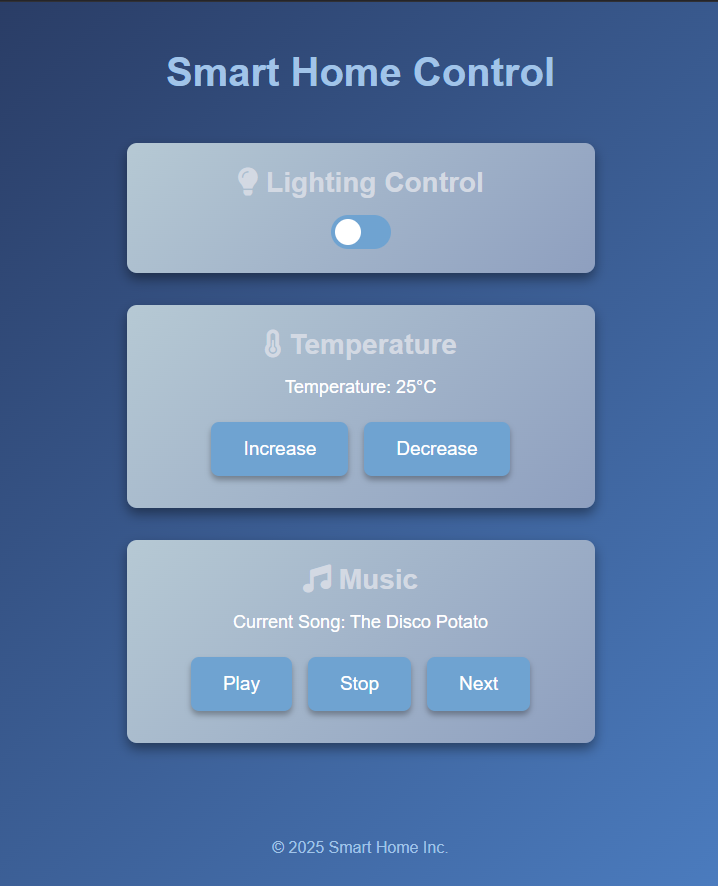 Smart Home Control
Lighting Control
Temperature
Temperature: 25°C
Increase
Decrease
Music
Current Song: The Disco Potato
Play
Stop
Next
© 2025 Smart Home Inc.